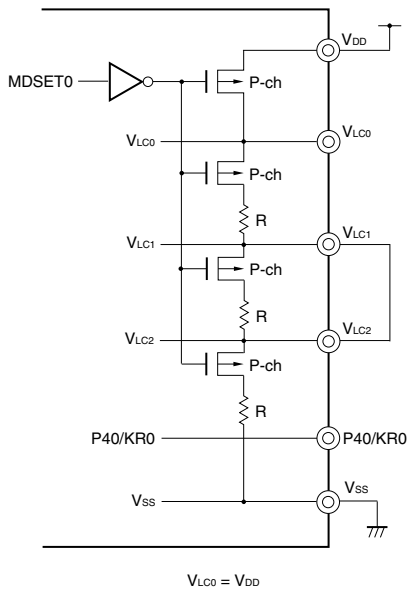 VDD
MDSET0
P-ch
VLC0
VLC0
P-ch
R
VLC1
VLC1
P-ch
R
VLC2
VLC2
P-ch
R
P40/KR0
P40/KR0
VSS
VSS
VLC0 = VDD